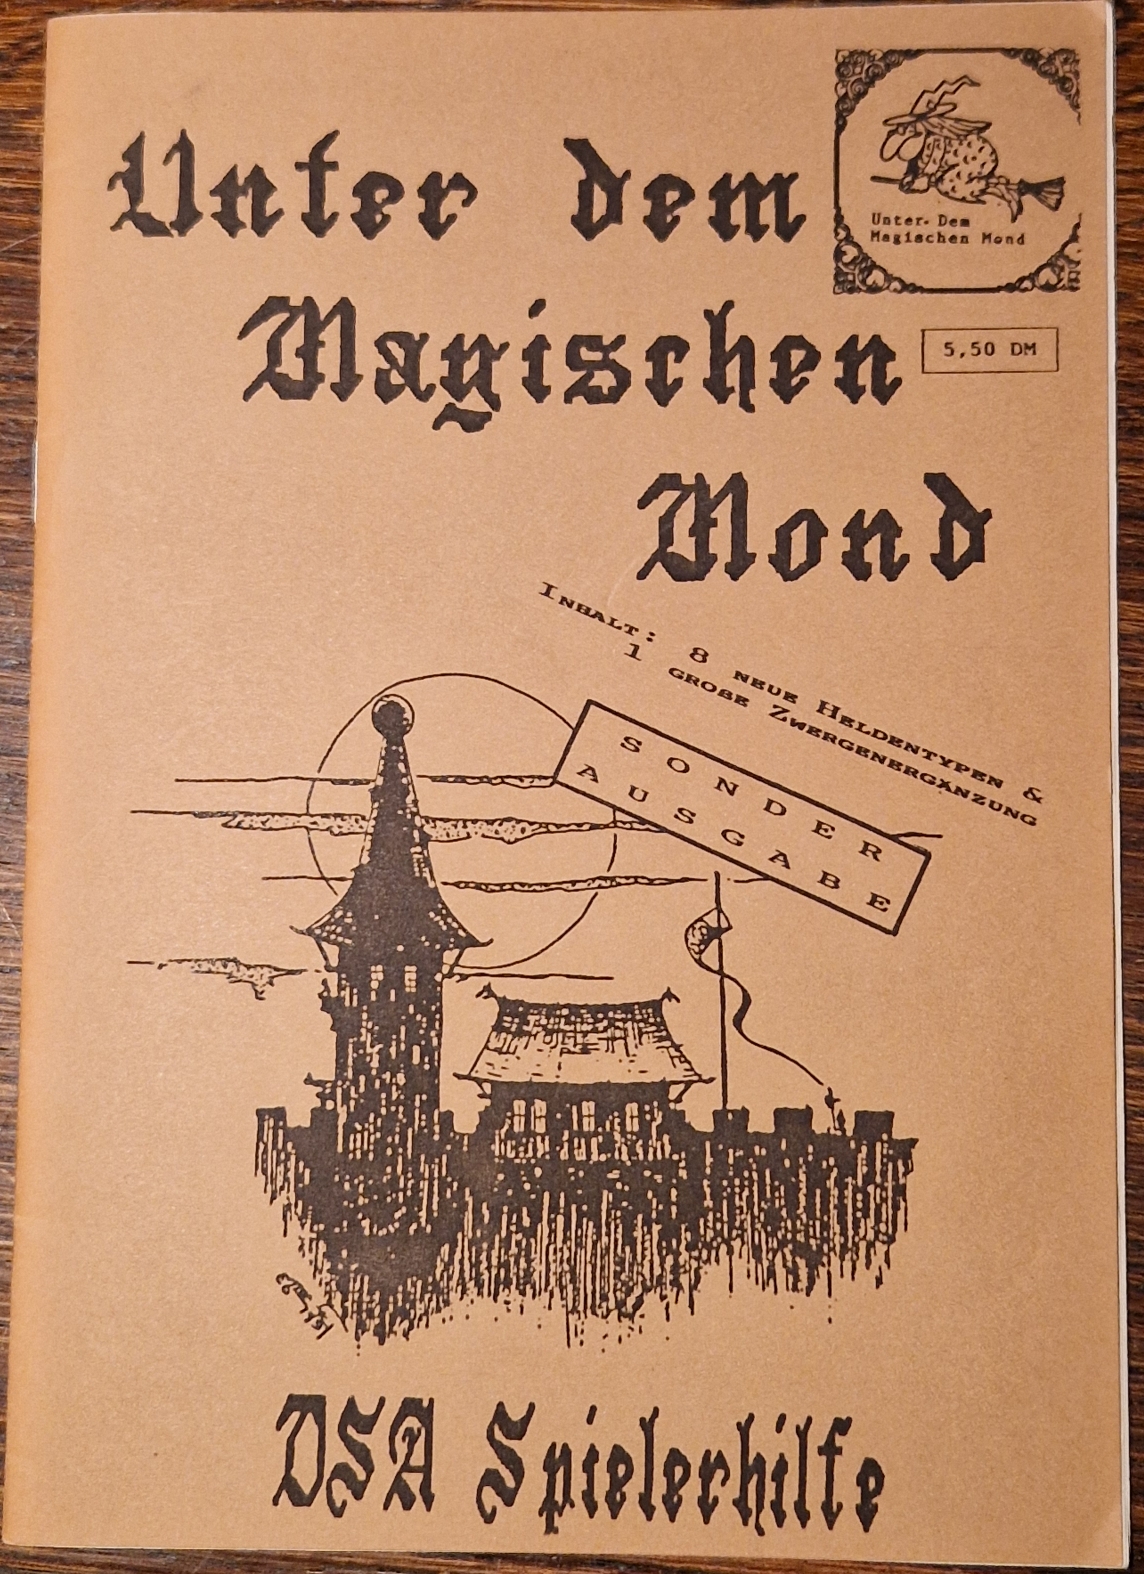 Unter dem
Magischen
Mond
Unter Dem
Magischen Mond
5,50 DM
INHALT: 8 NEUE HELDENTYPEN &
1 GROßE ZWERGENERGÄNZUNG
SONDER
AUSGABE
DSA Spielerhilfe